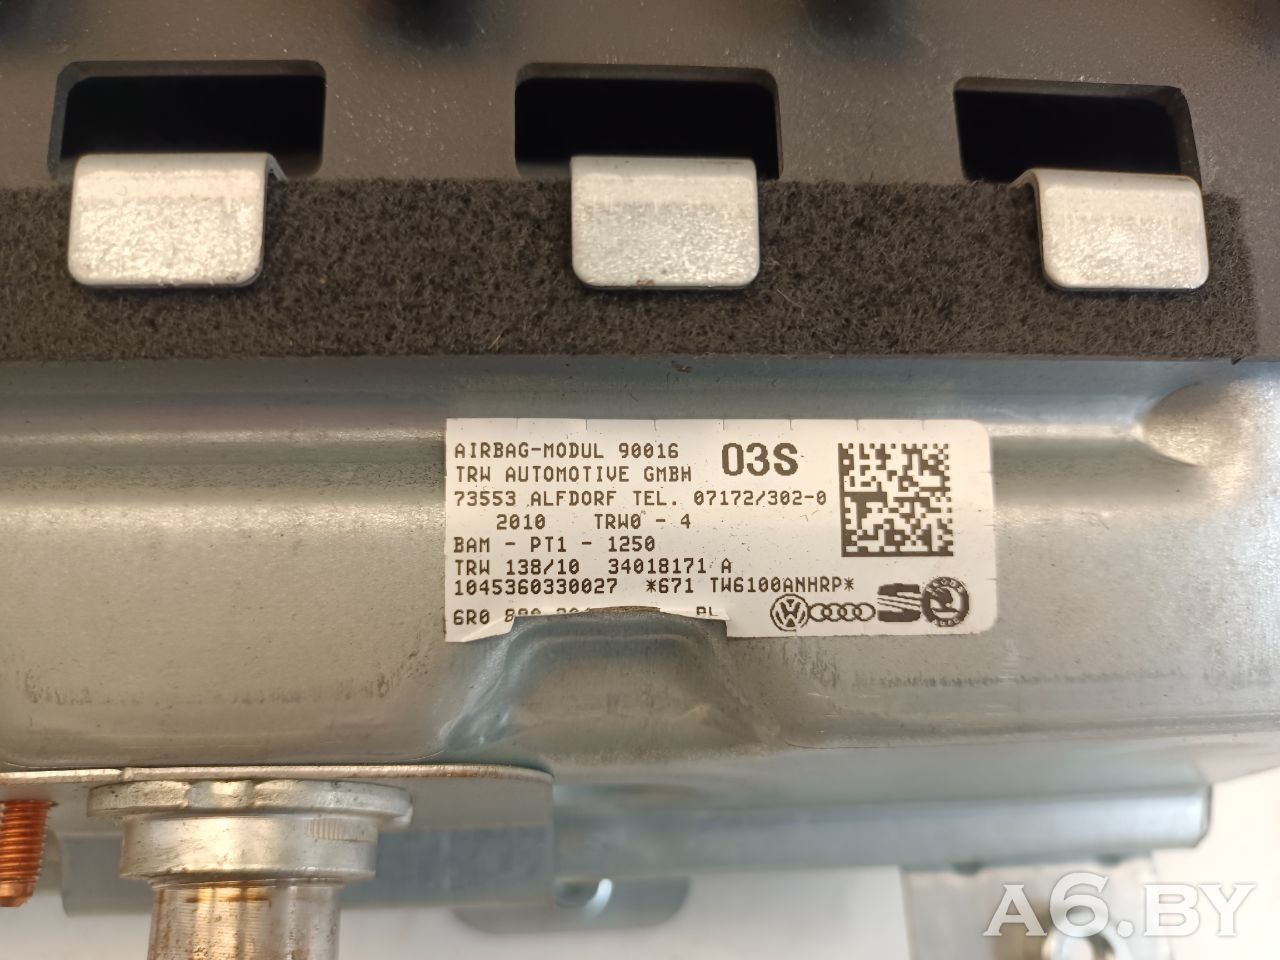 AIRBAG-MODUL 90016 03S
TRW AUTOMOTIVE GMBH
73553 ALFDORF TEL. 07172/302-0
2010 TRW0 - 4
BAM - PT1 - 1250
TRW 138/10 34018171 A
1045360330027 *671 TW6100ANHRP*
6R0
A6.BY